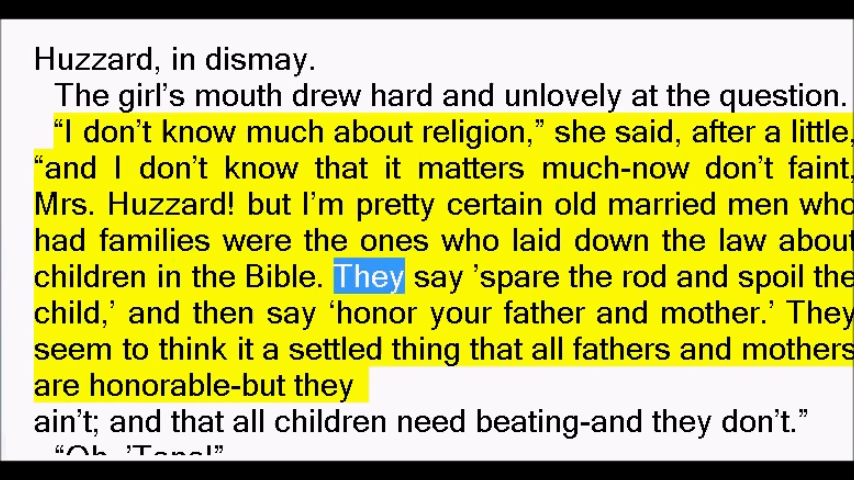 Huzzard, in dismay.
The girl’s mouth drew hard and unlovely at the question.
“I don’t know much about religion,” she said, after a little,
“and I don’t know that it matters much-now don’t faint,
Mrs. Huzzard! but I’m pretty certain old married men who
had families were the ones who laid down the law about
children in the Bible. They say ’spare the rod and spoil the
child,’ and then say ‘honor your father and mother.’ They
seem to think it a settled thing that all fathers and mothers
are honorable-but they
ain’t; and that all children need beating-and they don’t.”
“Oh, ’Tana!”